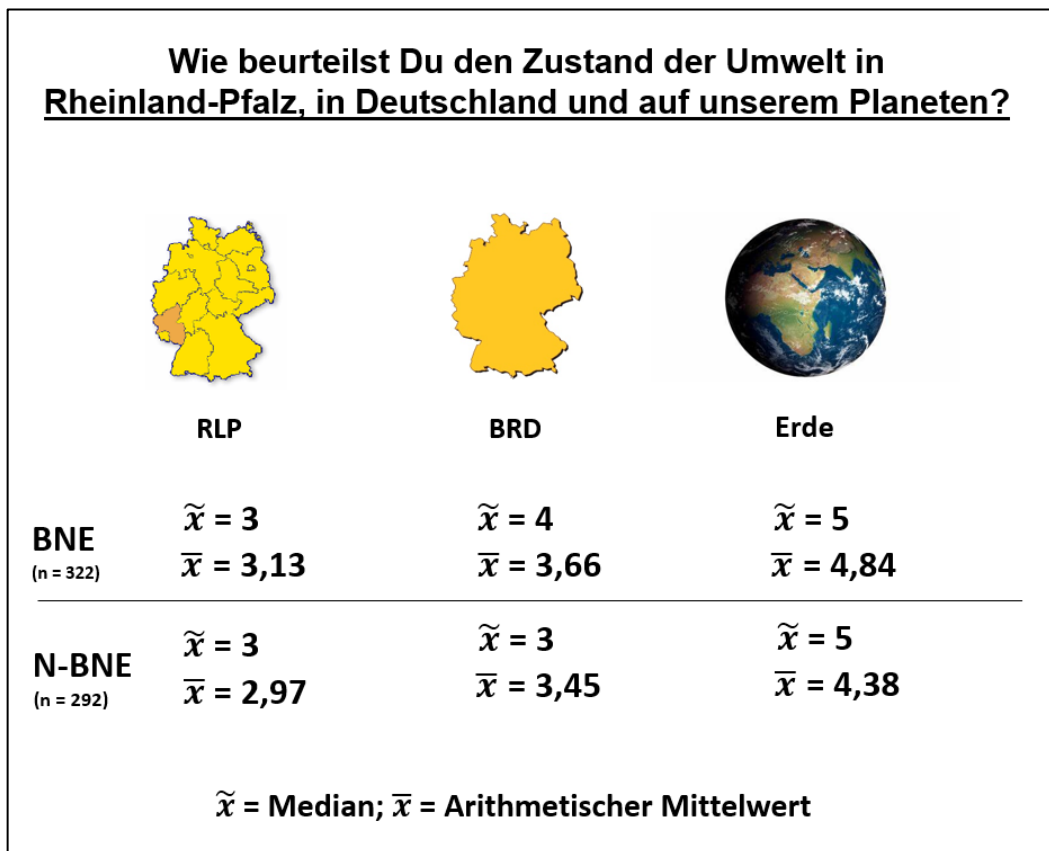 Wie beurteilst Du den Zustand der Umwelt in
Rheinland-Pfalz, in Deutschland und auf unserem Planeten?
RLP BRD Erde
BNE
(n = 322)
x̃ = 3 x̃ = 4 x̃ = 5
x̅ = 3,13 x̅ = 3,66 x̅ = 4,84
N-BNE
(n = 292)
x̃ = 3 x̃ = 3 x̃ = 5
x̅ = 2,97 x̅ = 3,45 x̅ = 4,38
x̃ = Median; x̅ = Arithmetischer Mittelwert